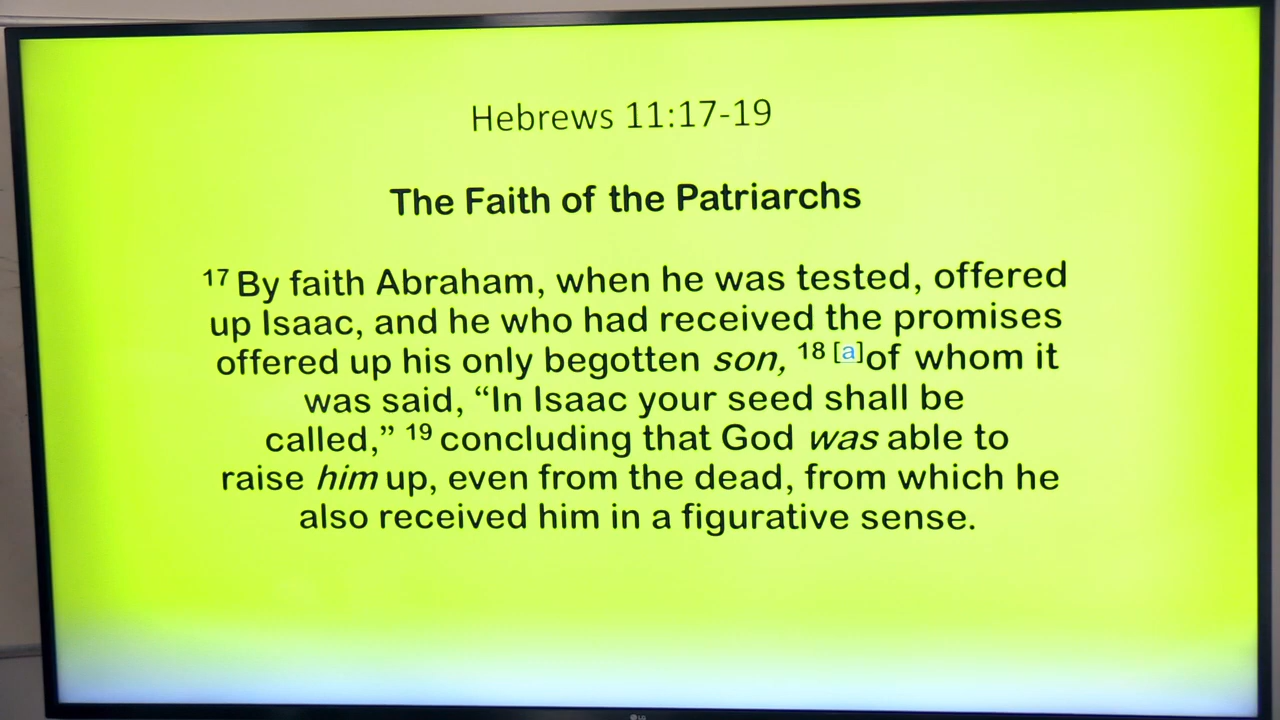 Hebrews 11:17-19
The Faith of the Patriarchs
17 By faith Abraham, when he was tested, offered
up Isaac, and he who had received the promises
offered up his only begotten son, 18 [a]of whom it
was said, “In Isaac your seed shall be
called,” 19 concluding that God was able to
raise him up, even from the dead, from which he
also received him in a figurative sense.
LG